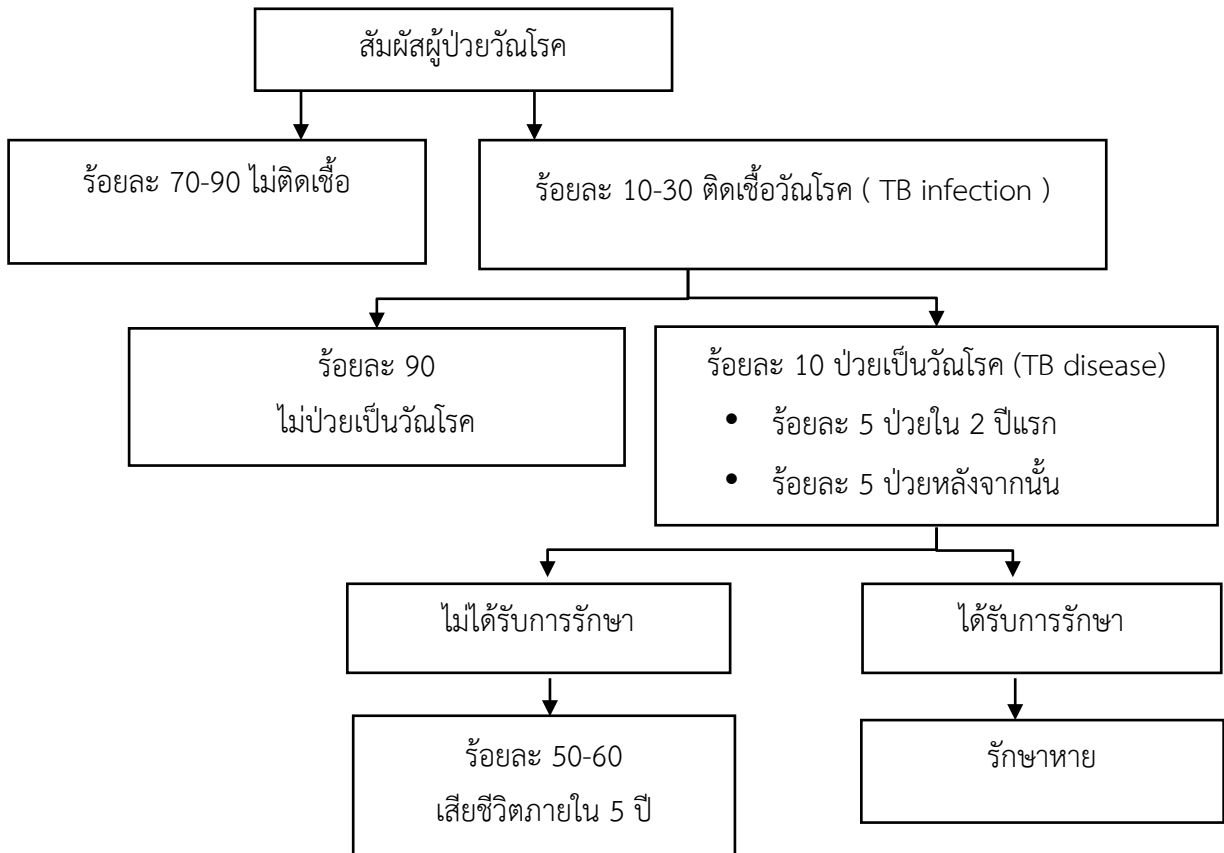 สัมผัสผู้ป่วยวัณโรค
ร้อยละ 70-90 ไม่ติดเชื้อ
ร้อยละ 10-30 ติดเชื้อวัณโรค ( TB infection )
ร้อยละ 90
ไม่ป่วยเป็นวัณโรค
ร้อยละ 10 ป่วยเป็นวัณโรค (TB disease)
• ร้อยละ 5 ป่วยใน 2 ปีแรก
• ร้อยละ 5 ป่วยหลังจากนั้น
ไม่ได้รับการรักษา
ได้รับการรักษา
ร้อยละ 50-60
เสียชีวิตภายใน 5 ปี
รักษาหาย